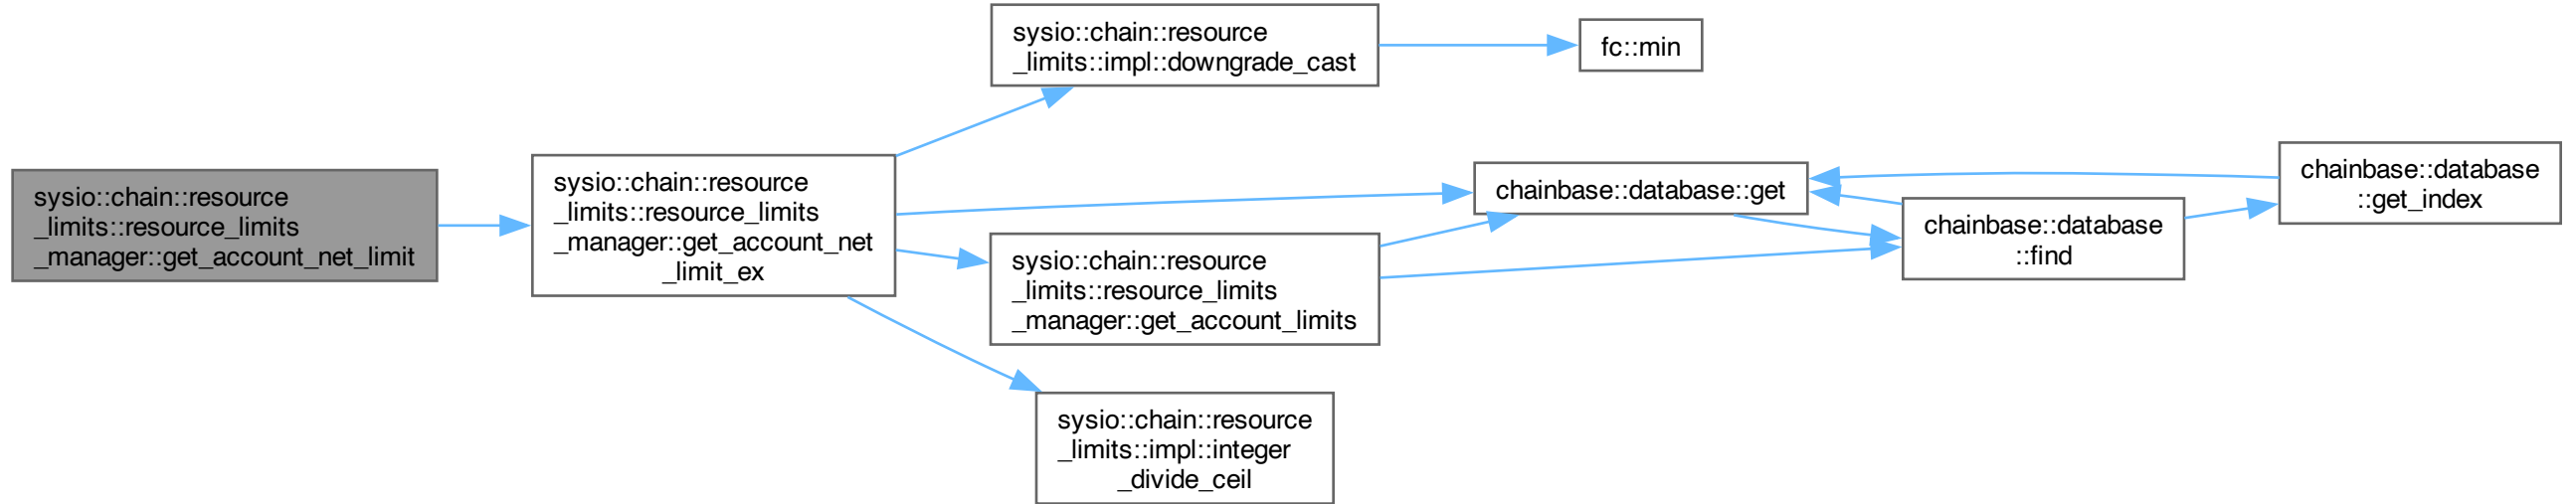 sysio::chain::resource
_limits::resource_limits
_manager::get_account_net_limit
sysio::chain::resource
_limits::resource_limits
_manager::get_account_net
_limit_ex
sysio::chain::resource
_limits::impl::downgrade_cast
fc::min
chainbase::database::get
sysio::chain::resource
_limits::resource_limits
_manager::get_account_limits
chainbase::database
::find
chainbase::database
::get_index
sysio::chain::resource
_limits::impl::integer
_divide_ceil